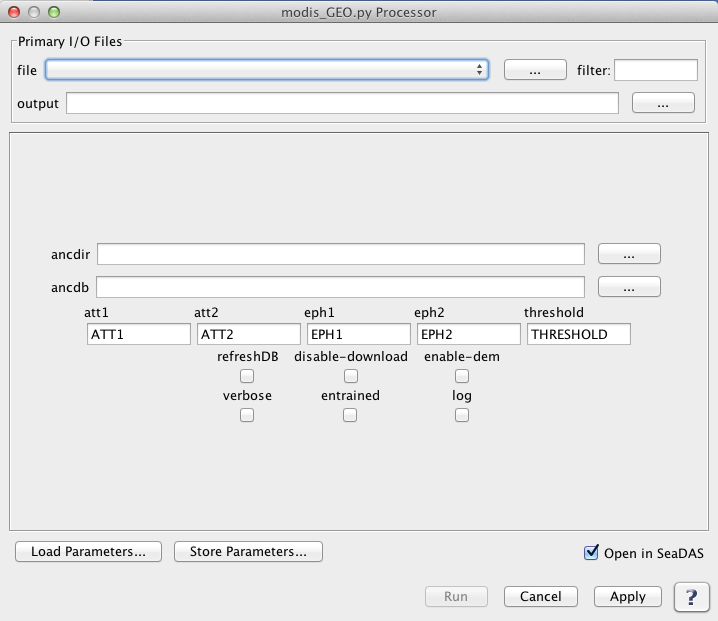 modis_GEO.py Processor
Primary I/O Files
file ... filter:
output ...
ancdir ...
ancdb ...
att1 att2 eph1 eph2 threshold
ATT1 ATT2 EPH1 EPH2 THRESHOLD
refreshDB disable-download enable-dem
verbose entrained log
Load Parameters... Store Parameters... Open in SeaDAS
Run Cancel Apply ?